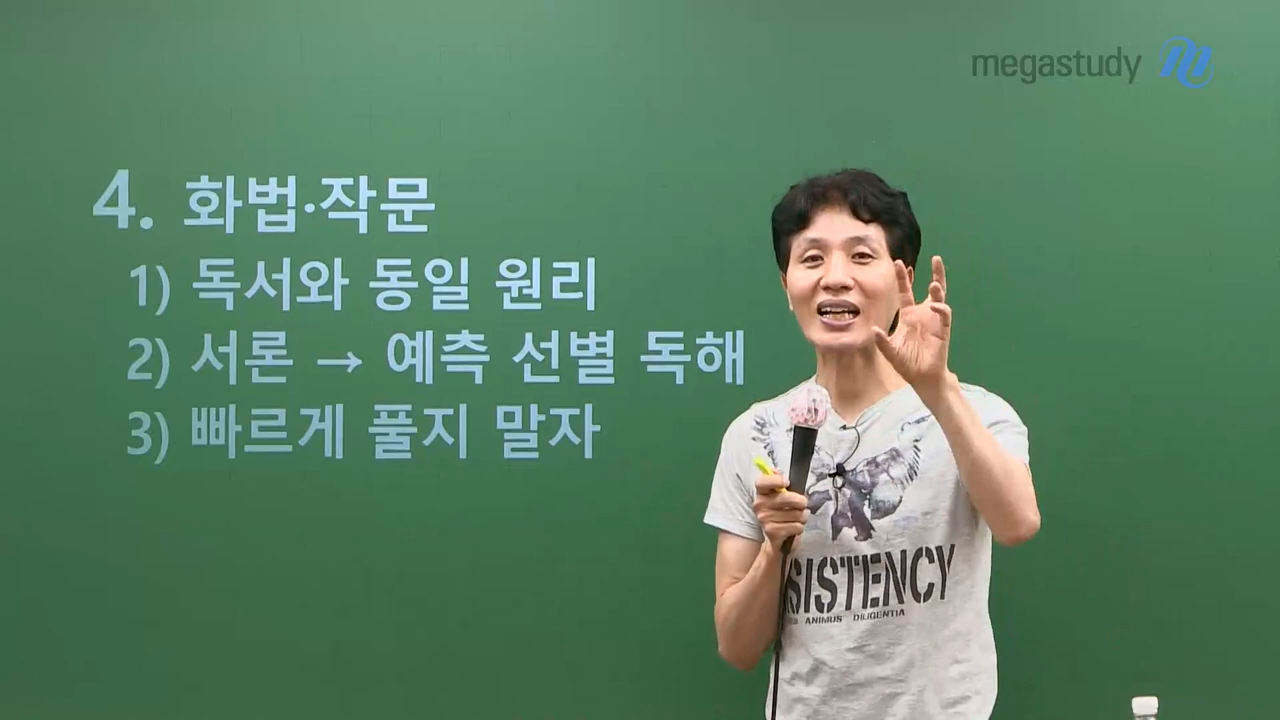 megastudy
4. 화법·작문
1) 독서와 동일 원리
2) 서론 → 예측 선별 독해
3) 빠르게 풀지 말자
SISTENCY
ANIMUS DILIGENTIA